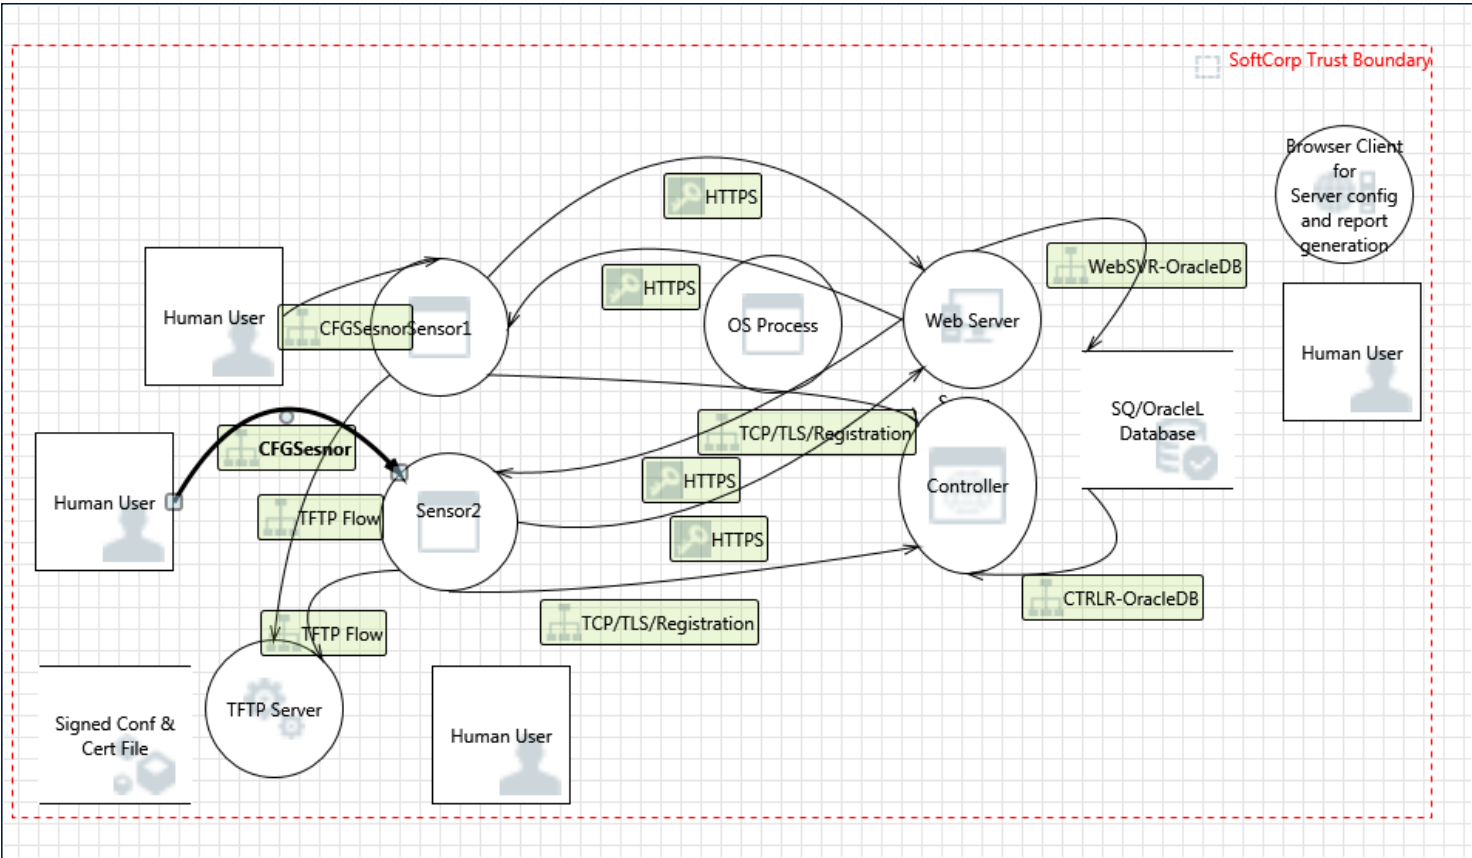 SoftCorp Trust Boundary
Browser Client
for
Server config
and report
generation
HTTPS
WebSVR-OracleDB
HTTPS
Human User
CFGSesnor
Sensor1
OS Process
Web Server
Human User
SQ/OracleL
Database
TCP/TLS/Registration
CFGSesnor
HTTPS
Controller
Human User
Sensor2
TFTP Flow
HTTPS
CTRLR-OracleDB
TFTP Flow
TCP/TLS/Registration
Signed Conf &
Cert File
TFTP Server
Human User